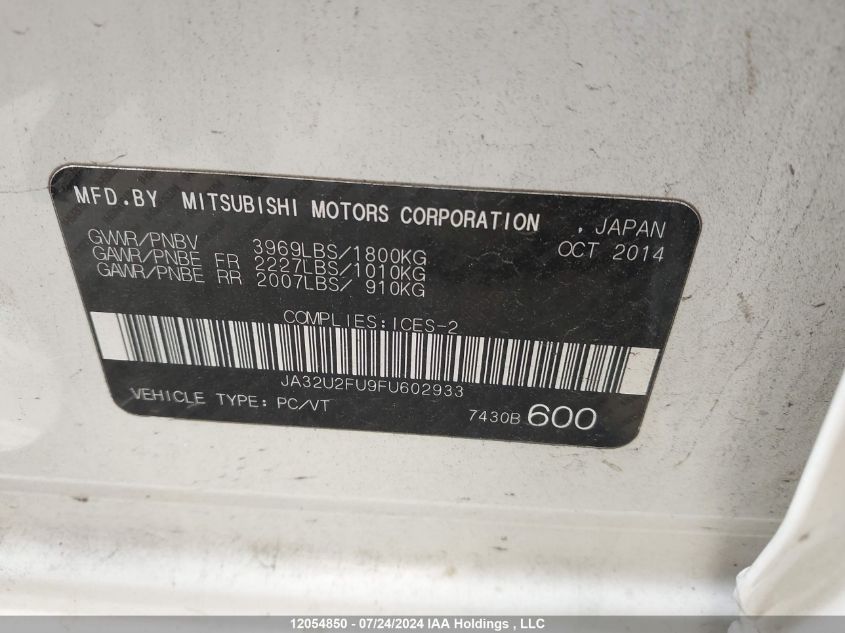 MFD.BY MITSUBISHI MOTORS CORPORATION , JAPAN
GVWR/PNBV 3969LBS/1800KG OCT 2014
GAWR/PNBE FR 2227LBS/1010KG
GAWR/PNBE RR 2007LBS/ 910KG
COMPLIES:ICES-2
JA32U2FU9FU602933
VEHICLE TYPE: PC/VT 7430B 600
12054850 - 07/24/2024 IAA Holdings , LLC